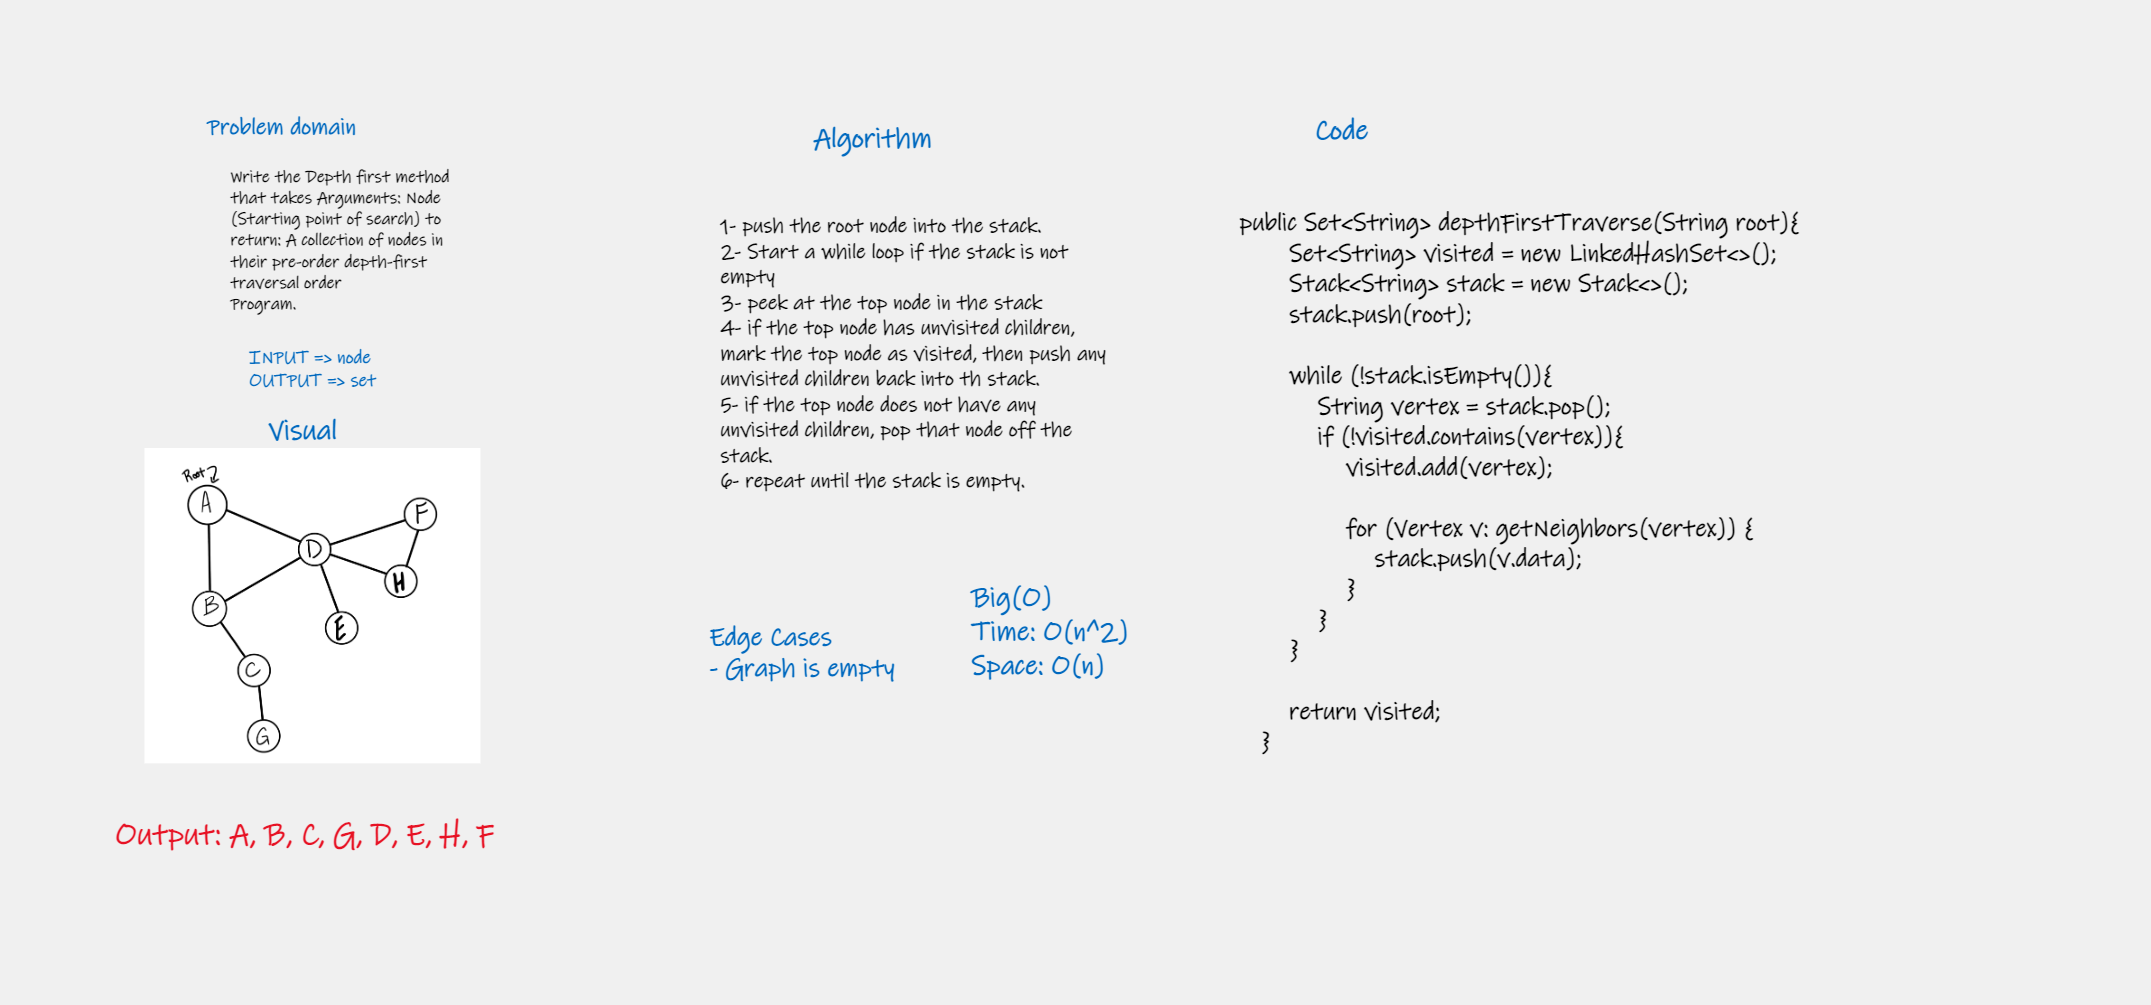 Problem domain
Write the Depth first method
that takes Arguments: Node
(Starting point of search) to
return: A collection of nodes in
their pre-order depth-first
traversal order
Program.
INPUT => node
OUTPUT => set
Visual
Root
A
F
D
H
B
E
C
G
Output: A, B, C, G, D, E, H, F
Algorithm
1- push the root node into the stack.
2- Start a while loop if the stack is not
empty
3- peek at the top node in the stack
4- if the top node has unvisited children,
mark the top node as visited, then push any
unvisited children back into th stack.
5- if the top node does not have any
unvisited children, pop that node off the
stack.
6- repeat until the stack is empty.
Edge Cases
- Graph is empty
Big(O)
Time: O(n^2)
Space: O(n)
Code
public Set<String> depthFirstTraverse(String root){
Set<String> visited = new LinkedHashSet<>();
Stack<String> stack = new Stack<>();
stack.push(root);
while (!stack.isEmpty()){
String vertex = stack.pop();
if (!visited.contains(vertex)){
visited.add(vertex);
for (Vertex v: getNeighbors(vertex)) {
stack.push(v.data);
}
}
}
return visited;
}